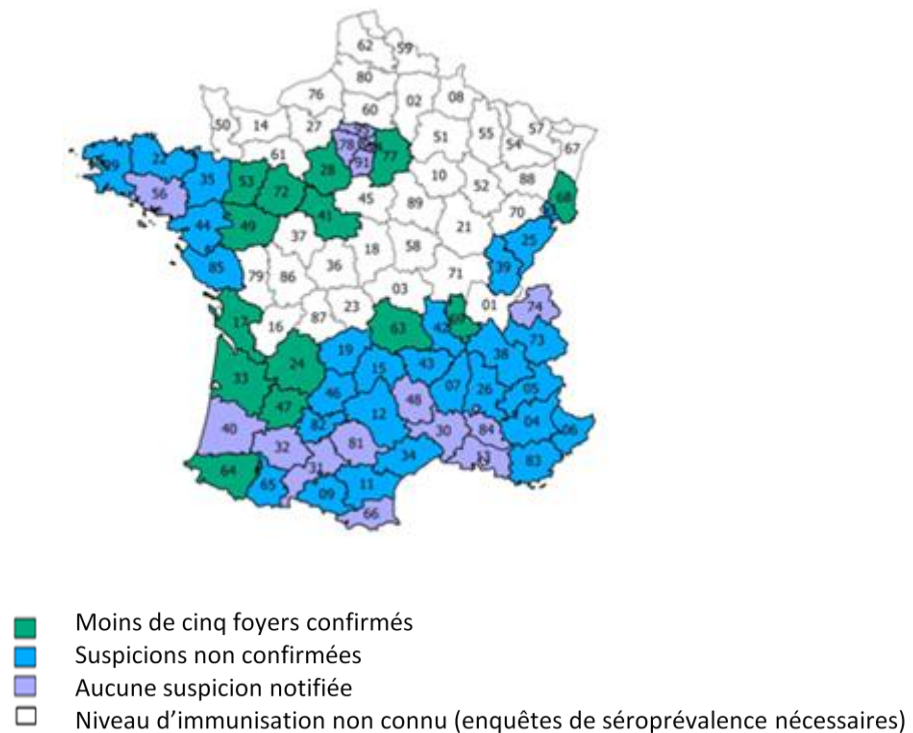 62 59
80
76 02 08
60
50 14 27 51 55 57
54 67
61 78 77
91
29 22 53 28 10 52 88
35 72 68
56 45 89 70
49 41 21 25
44 37
18 58 39
85 79 86 36 71
03 01 74
17 16 87 23
63 42 69 73
19 38
24 15 43
33 46 07 26 05
48
47 12
40 82 30 84 04 06
32 81
31 34 13 83
64 65 09 11
66
Moins de cinq foyers confirmés
Suspicions non confirmées
Aucune suspicion notifiée
Niveau d’immunisation non connu (enquêtes de séroprévalence nécessaires)